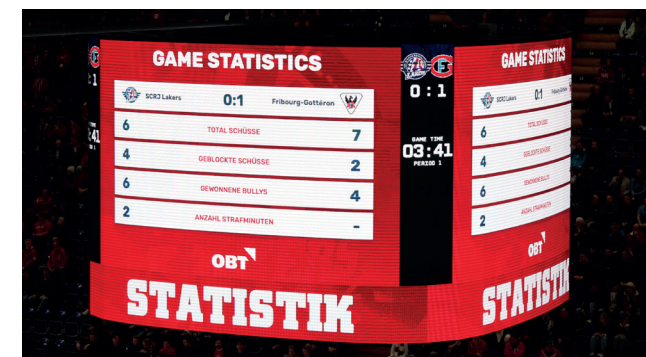 GAME STATISTICS
SCRJ Lakers 0:1 Fribourg-Gottéron
6 TOTAL SCHÜSSE 7
4 GEBLOCKTE SCHÜSSE 2
6 GEWONNENE BULLYS 4
2 ANZAHL STRAFMINUTEN -
OBT
STATISTIK
0:1
GAME TIME
03:41
PERIOD 1
GAME STATISTICS
SCRJ Lakers 0:1
6 TOTAL SCHÜSSE
4 GEBLOCKTE SCHÜSSE
6 GEWONNENE BULLYS
2 ANZAHL STRAFMINUTEN
OBT
STATISTIK